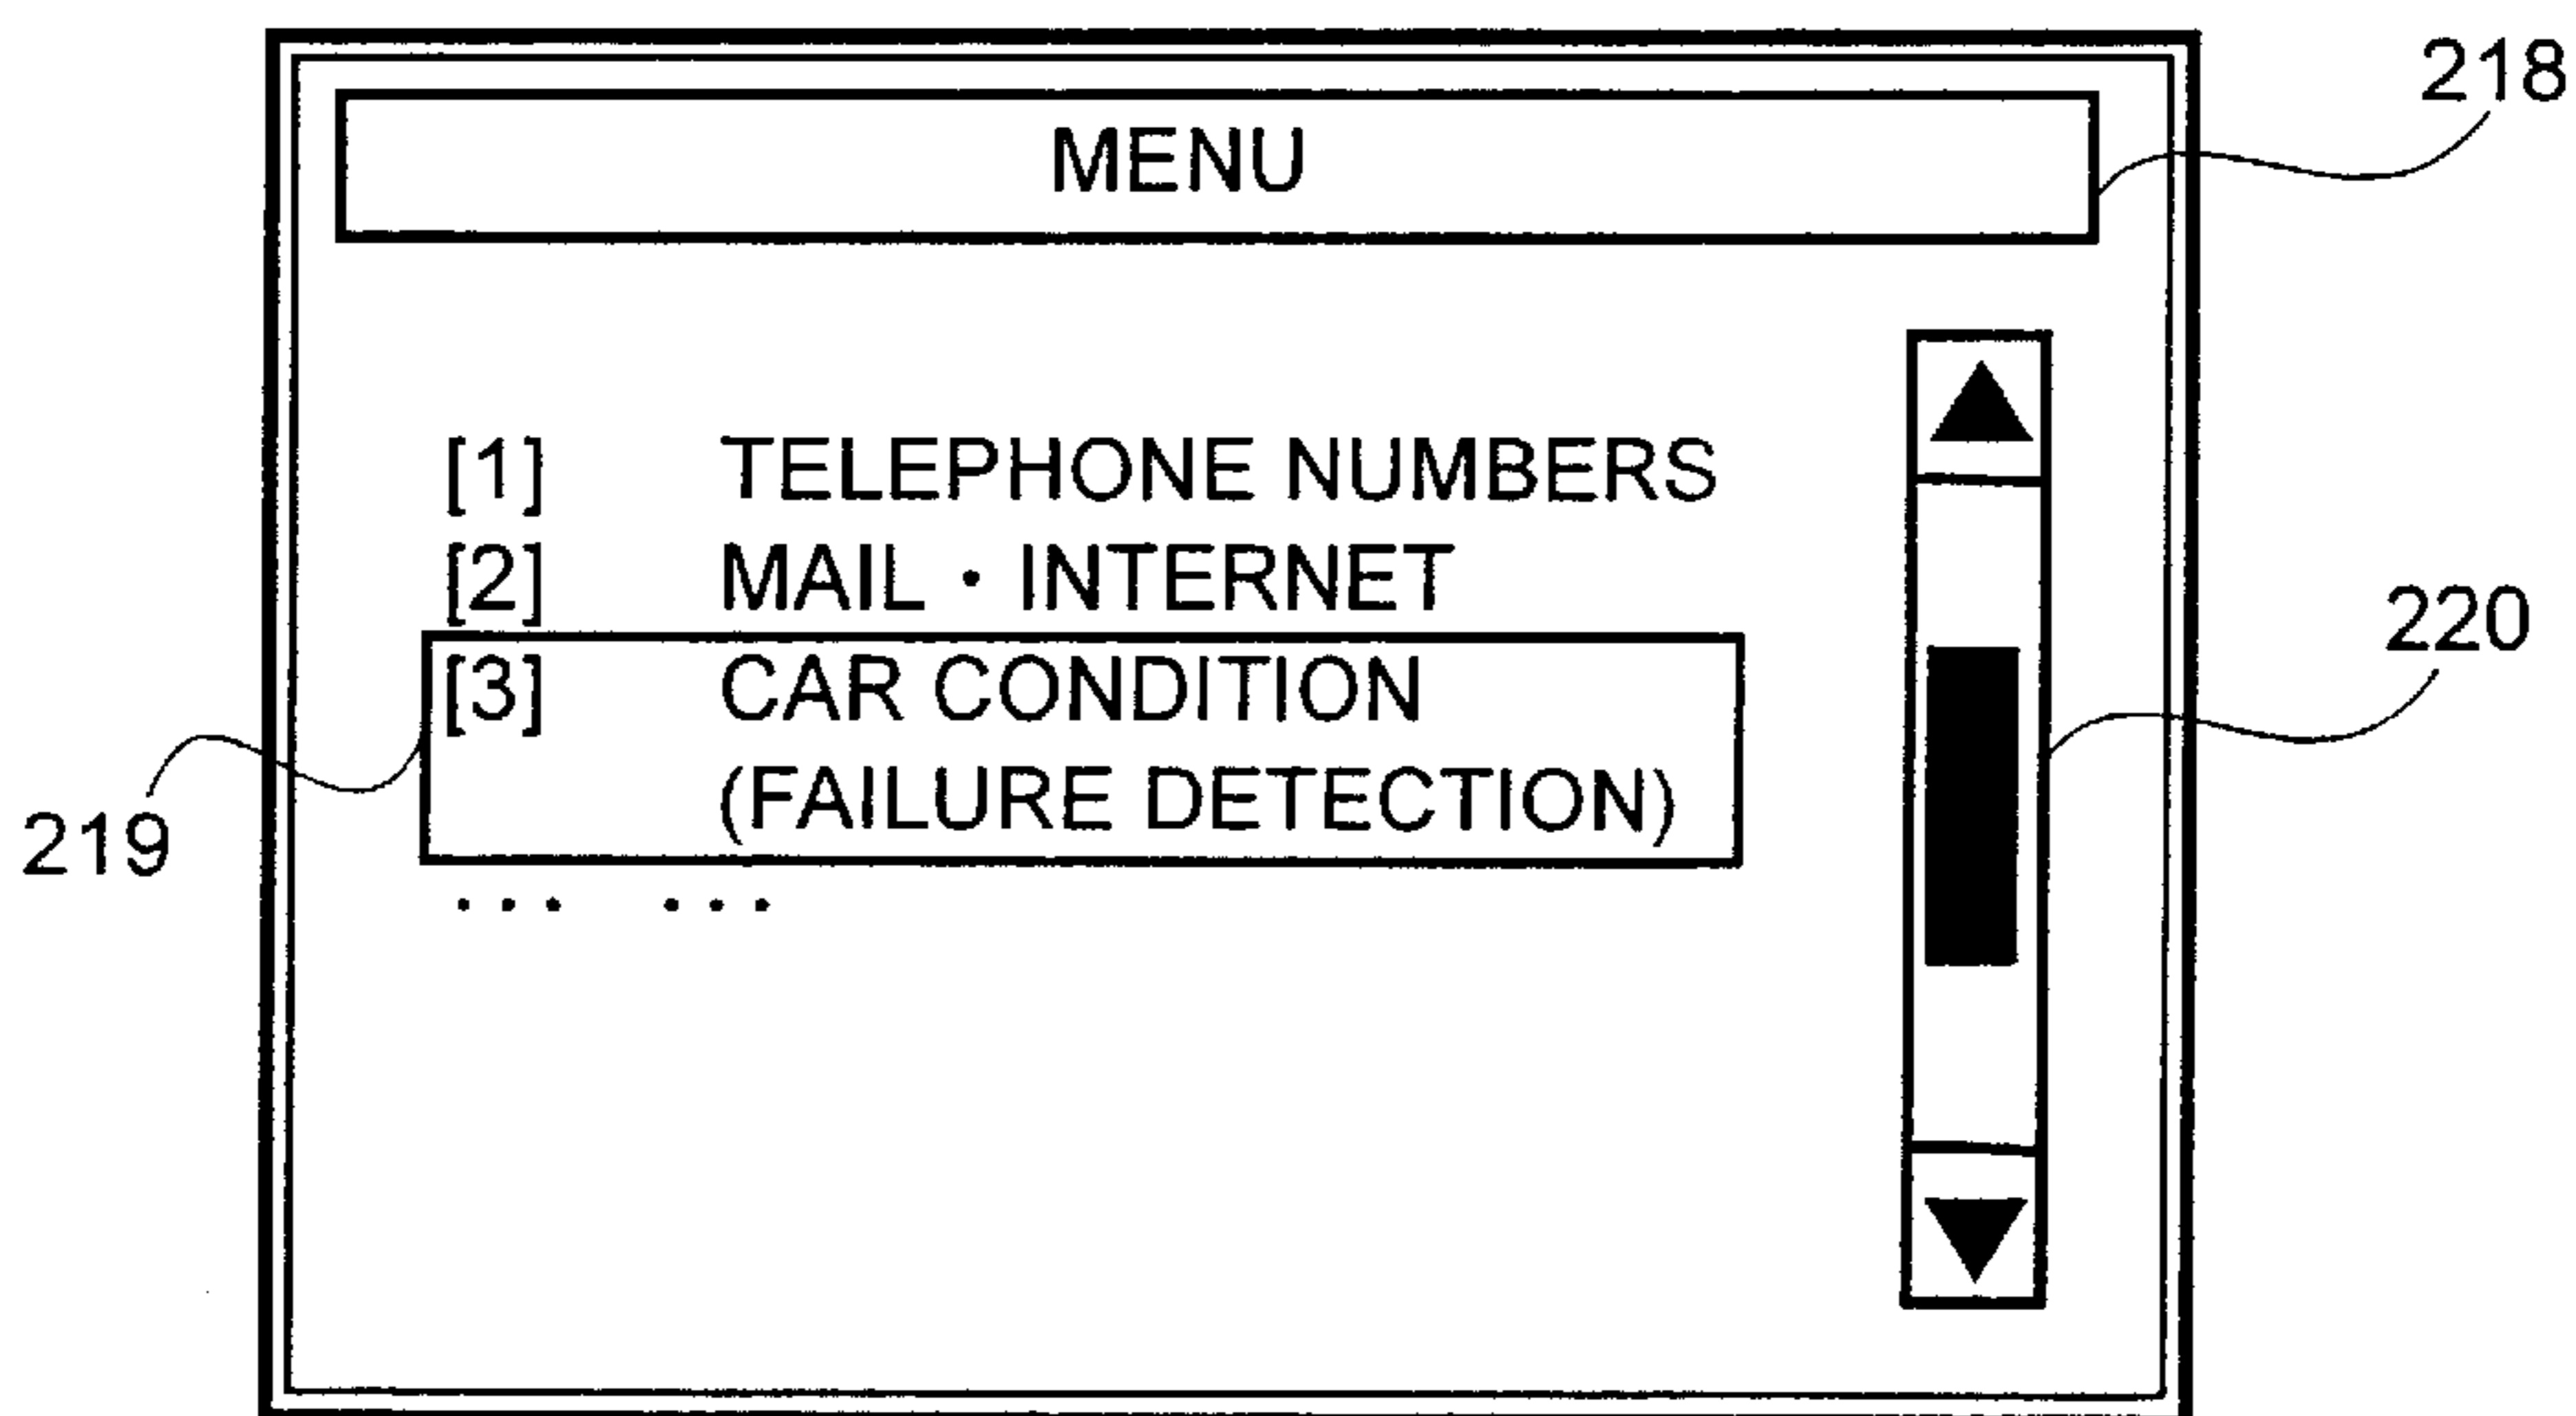 218
MENU
[1] TELEPHONE NUMBERS
[2] MAIL・INTERNET
220
[3] CAR CONDITION
(FAILURE DETECTION)
219
... ...